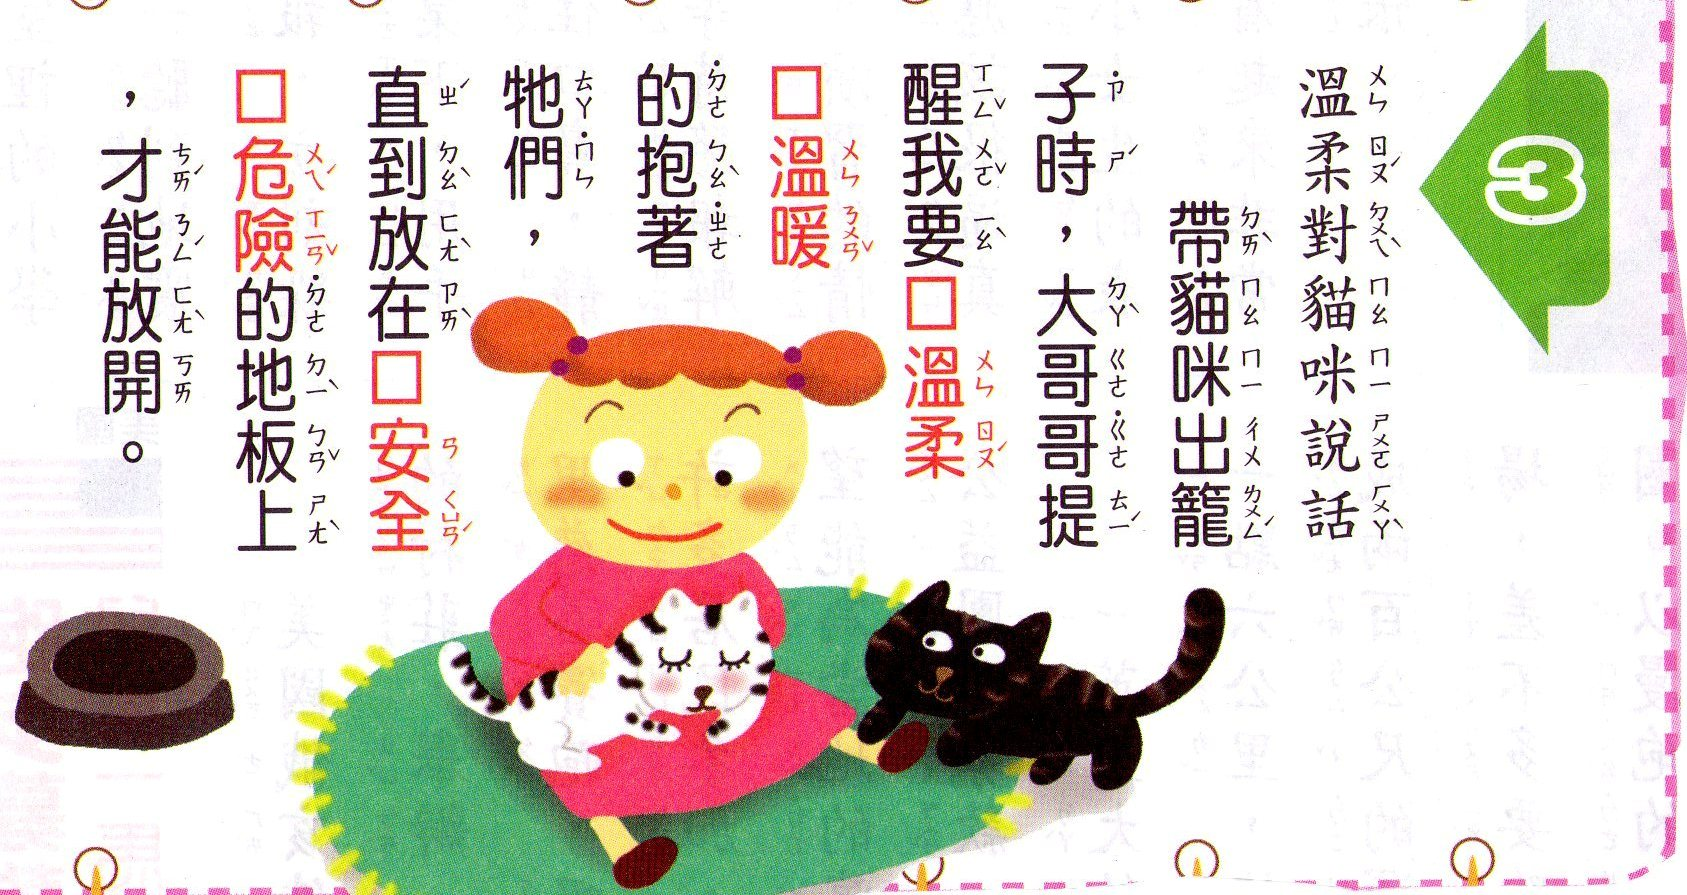 3
溫柔對貓咪說話
帶貓咪出籠
子時，大哥哥提
醒我要□溫柔
□溫暖
的抱著
牠們，
直到放在□安全
□危險的地板上
，才能放開。